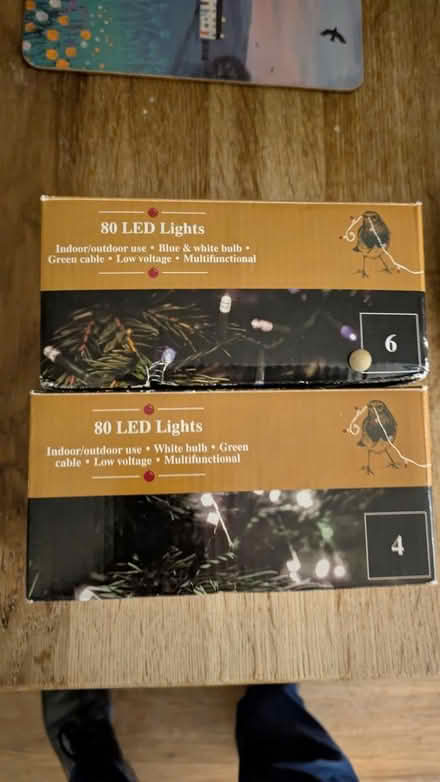 80 LED Lights
Indoor/outdoor use • Blue & white bulb •
Green cable • Low voltage • Multifunctional
6
80 LED Lights
Indoor/outdoor use • White bulb • Green
cable • Low voltage • Multifunctional
4